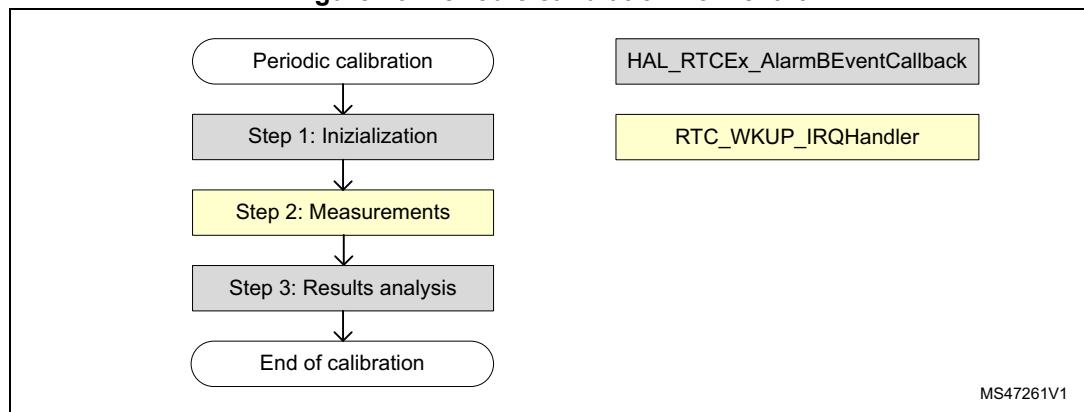 Periodic calibration
Step 1: Inizialization
Step 2: Measurements
Step 3: Results analysis
End of calibration
HAL_RTCEx_AlarmBEventCallback
RTC_WKUP_IRQHandler
MS47261V1